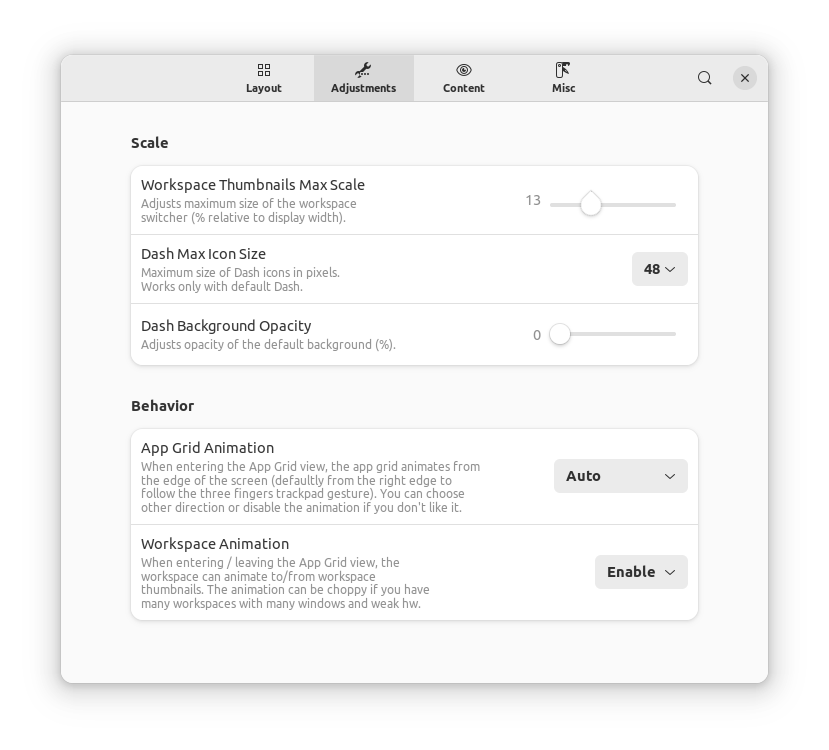 Layout
Adjustments
Content
Misc
Scale
Workspace Thumbnails Max Scale
Adjusts maximum size of the workspace
switcher (% relative to display width).
13
Dash Max Icon Size
Maximum size of Dash icons in pixels.
Works only with default Dash.
48
Dash Background Opacity
Adjusts opacity of the default background (%).
0
Behavior
App Grid Animation
When entering the App Grid view, the app grid animates from
the edge of the screen (defaultly from the right edge to
follow the three fingers trackpad gesture). You can choose
other direction or disable the animation if you don't like it.
Auto
Workspace Animation
When entering / leaving the App Grid view, the
workspace can animate to/from workspace
thumbnails. The animation can be choppy if you have
many workspaces with many windows and weak hw.
Enable